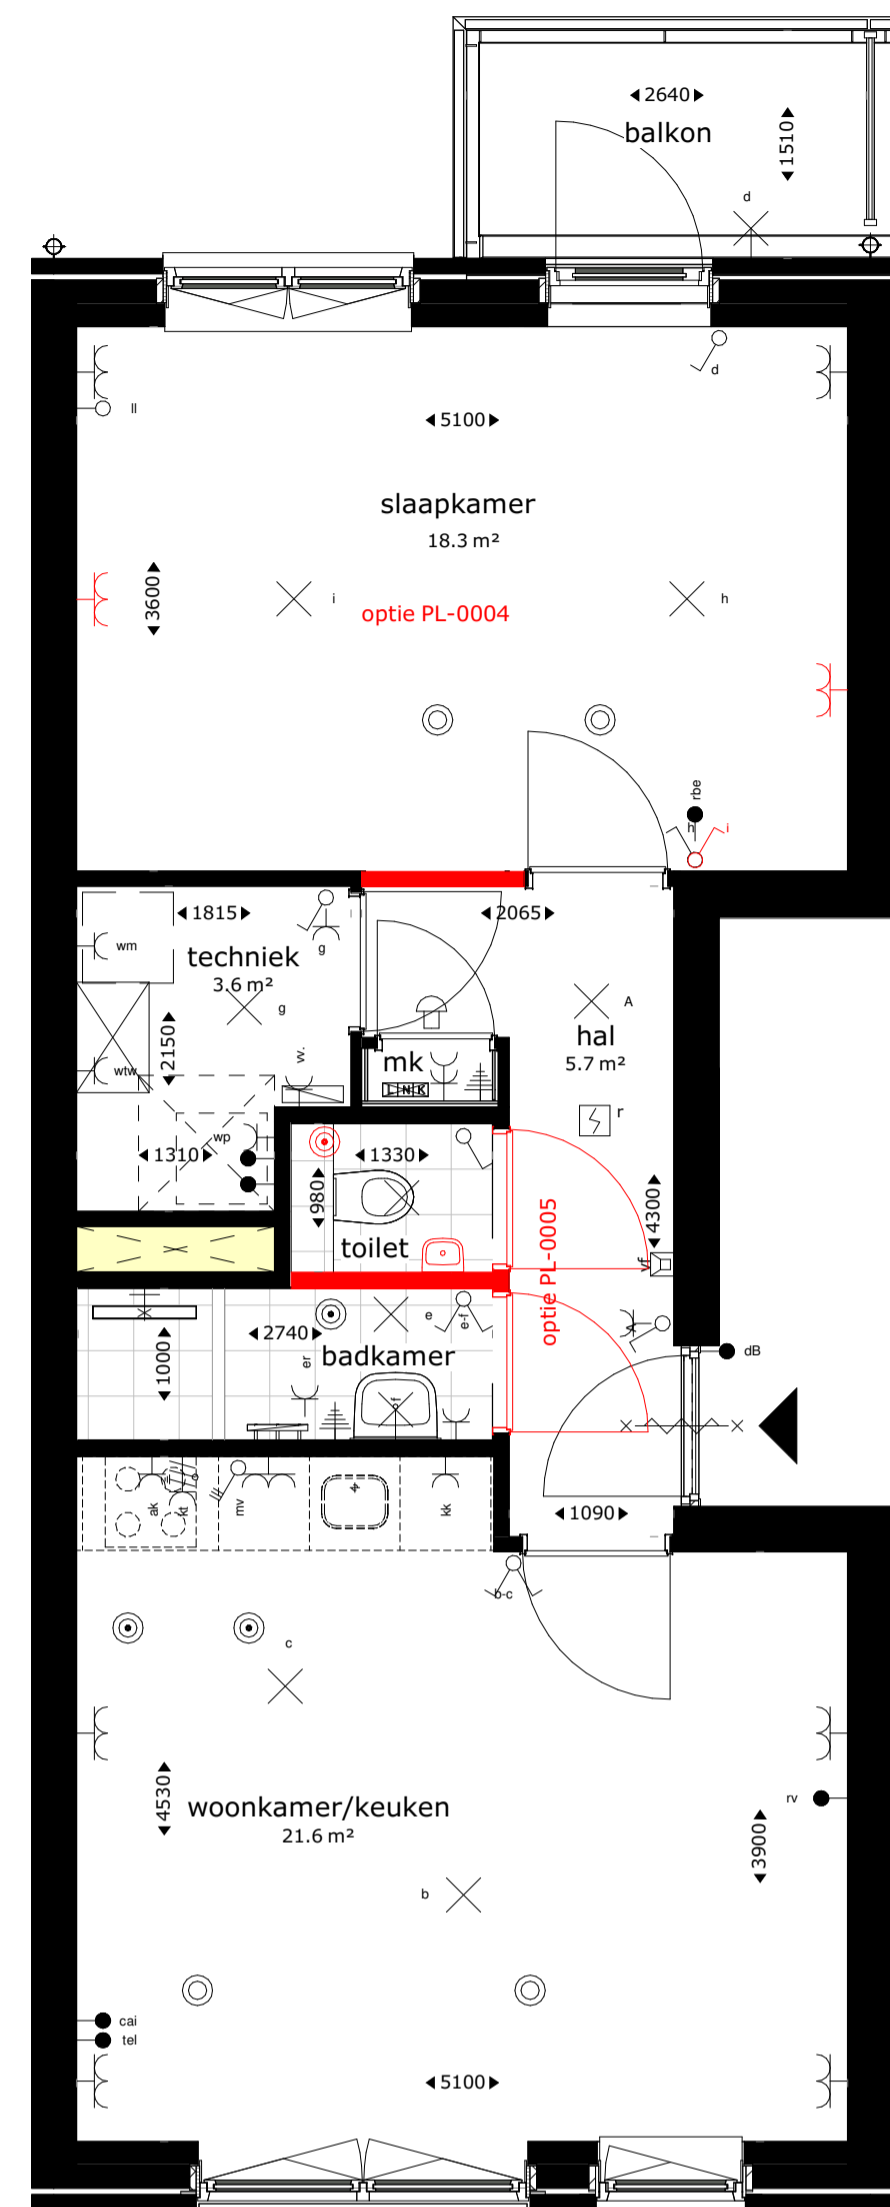 2640
balkon
1510
d
d
ll
5100
slaapkamer
18.3 m²
3600
i
h
optie PL-0004
rbe
h
i
1815
2065
wm
g
techniek
3.6 m²
g
A
hal
5.7 m²
2150
wtw
vv.
mk
L N K
r
wp
1310
1330
980
toilet
4300
vf
optie PL-0005
A
2740
e
e-f
badkamer
1000
er
f
dB
ak
kt
mv
kk
1090
b-c
c
4530
woonkamer/keuken
21.6 m²
rv
3900
b
cai
tel
5100